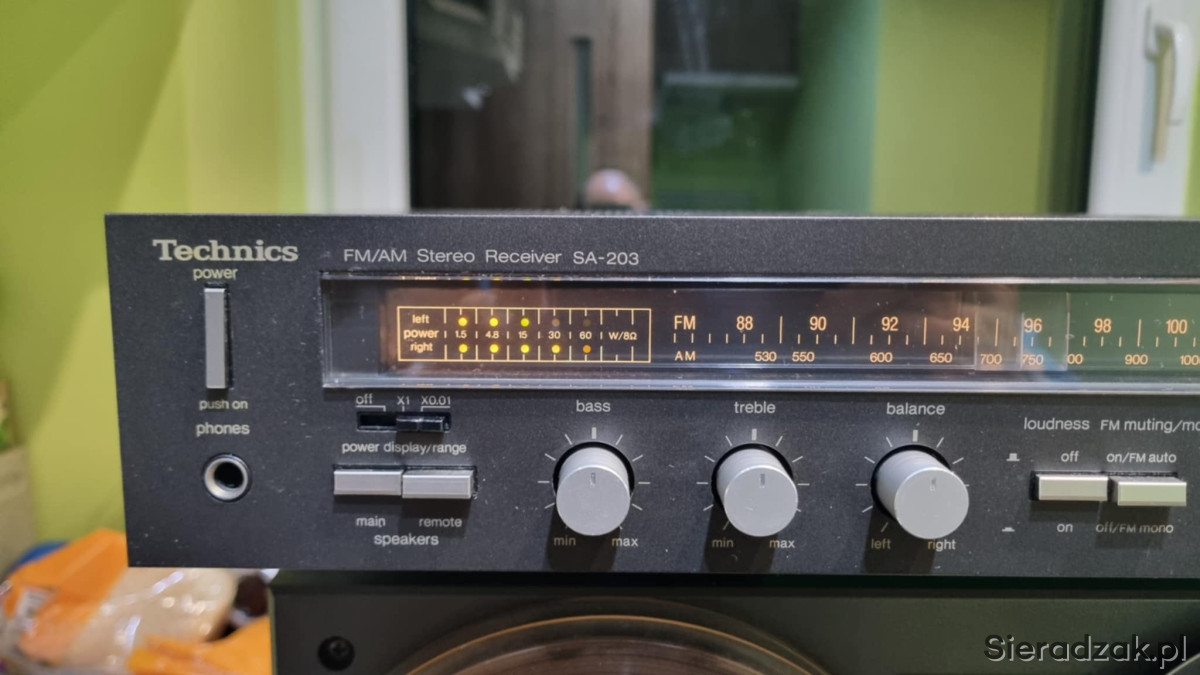 Technics
FM/AM Stereo Receiver SA-203
power
left
power 1.5 4.8 15 30 60 W/8Ω
right
FM 88 90 92 94 96 98 100
AM 530 550 600 650 700 750 900
push on
phones
off X1 X0.01
power display/range
main remote
speakers
bass
min max
treble
min max
balance
left right
loudness FM muting/
off on/FM auto
on off/FM mono
Sieradzak.pl